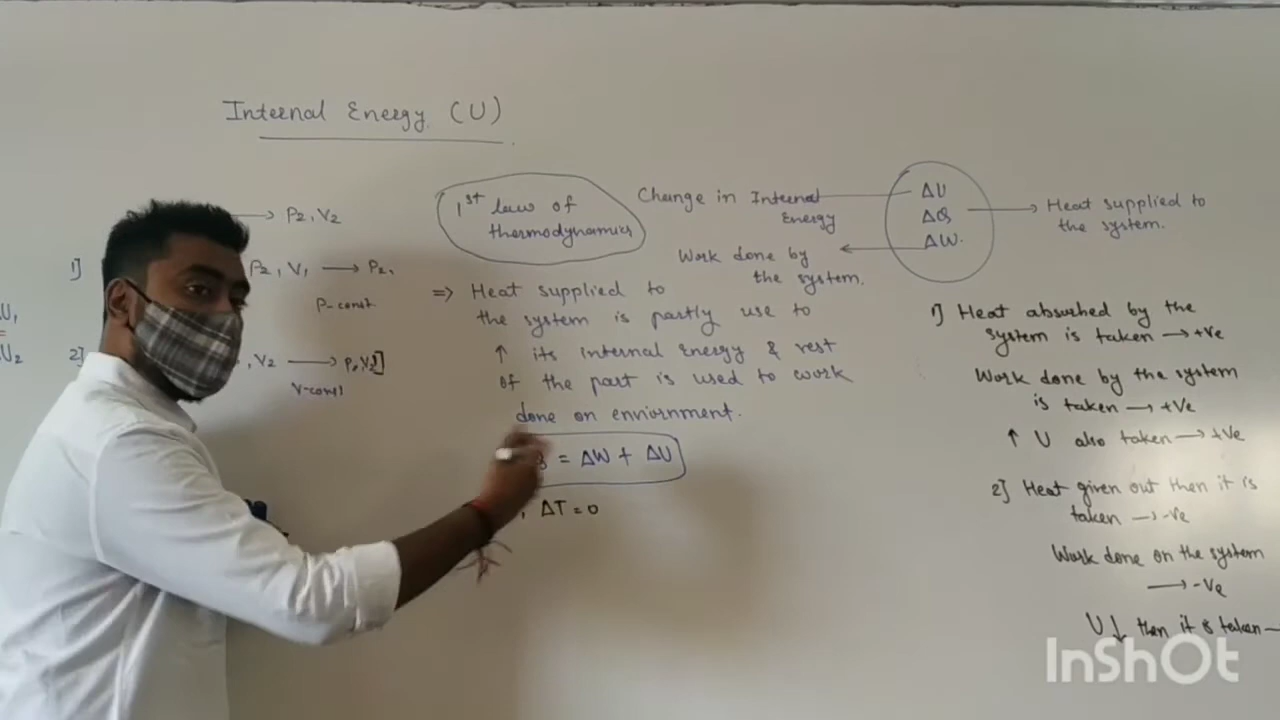 Internal Energy (U)
→ P2, V2
1] P2, V1 → P2,
P-const
U1
=
U2
2] , V2 → P2 V2]
V-const
1st law of
thermodynamics
Change in Internal
Energy
Work done by
the system.
ΔU
ΔQ
ΔW.
→ Heat supplied to
the system.
⇒ Heat supplied to
the system is partly use to
↑ its internal Energy & rest
of the part is used to work
done on enviornment.
= ΔW + ΔU
, ΔT = 0
1) Heat absorbed by the
system is taken → +ve
Work done by the system
is taken → +ve
↑ U also taken → +ve
2] Heat given out then it is
taken → -ve
Work done on the system
→ -ve
U↓ then it is taken –
InShOt